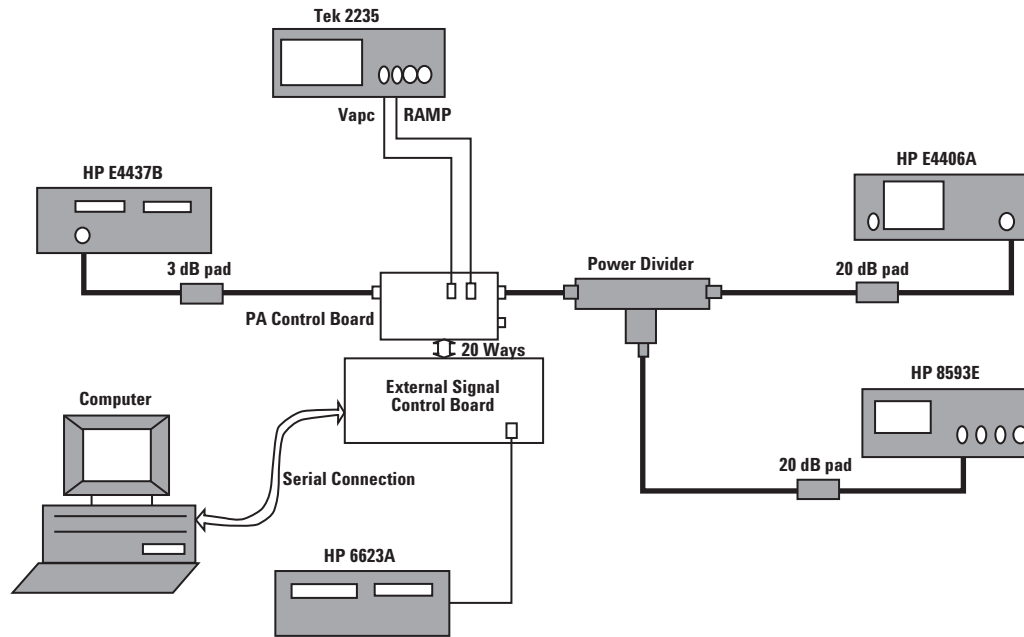 Tek 2235
Vapc
RAMP
HP E4437B
HP E4406A
3 dB pad
Power Divider
20 dB pad
PA Control Board
20 Ways
External Signal
Control Board
HP 8593E
Computer
20 dB pad
Serial Connection
HP 6623A